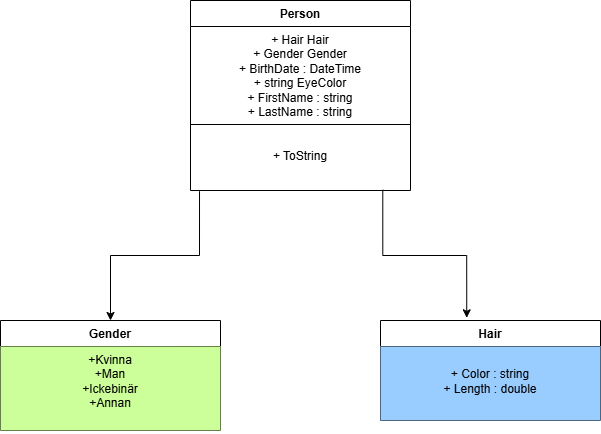 Person
+ Hair Hair
+ Gender Gender
+ BirthDate : DateTime
+ string EyeColor
+ FirstName : string
+ LastName : string
+ ToString
Gender
+Kvinna
+Man
+Ickebinär
+Annan
Hair
+ Color : string
+ Length : double